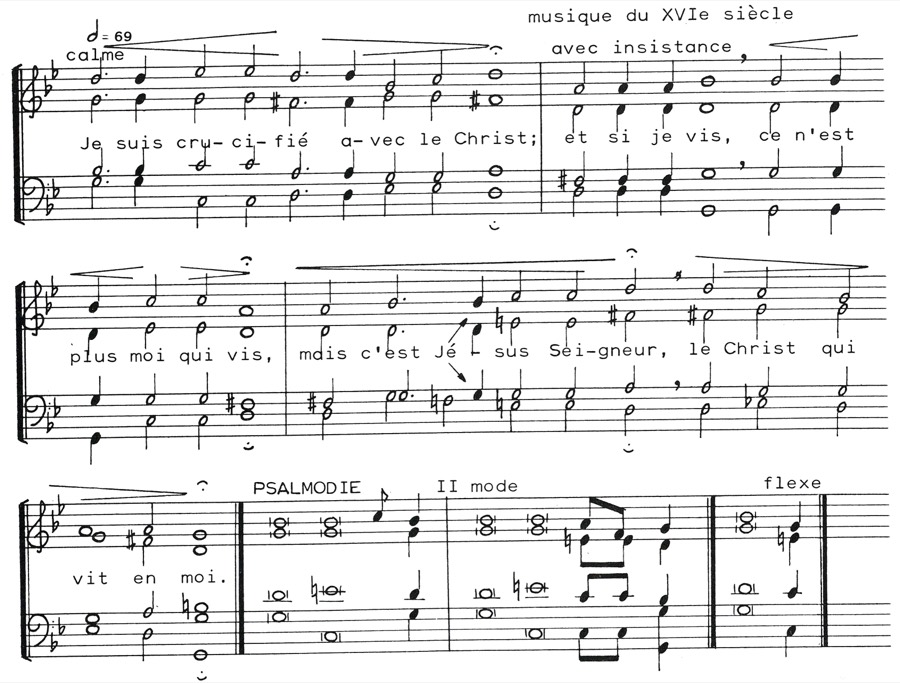 musique du XVIe siècle
𝅗𝅥 = 69
calme
avec insistance
Je suis cru-ci-fié a-vec le Christ; et si je vis, ce n'est
plus moi qui vis, mais c'est Jé - sus Sei-gneur, le Christ qui
PSALMODIE II mode flexe
vit en moi.